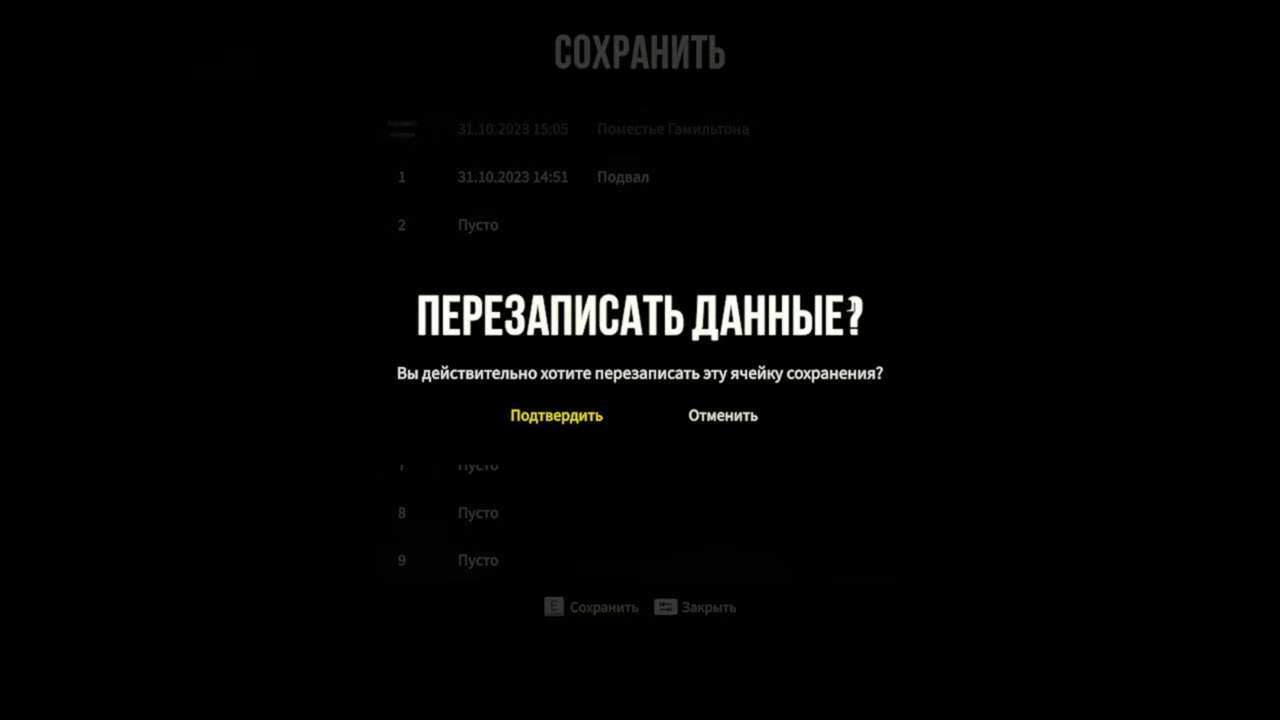 СОХРАНИТЬ
31.10.2023 15:05 Поместье Гамильтона
1 31.10.2023 14:51 Подвал
2 Пусто
ПЕРЕЗАПИСАТЬ ДАННЫЕ?
Вы действительно хотите перезаписать эту ячейку сохранения?
Подтвердить Отменить
7 Пусто
8 Пусто
9 Пусто
E Сохранить Закрыть